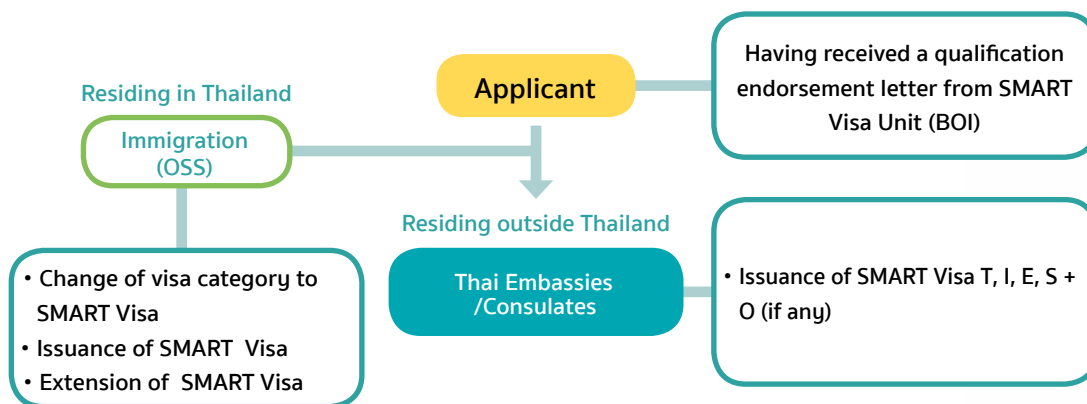 Applicant
Having received a qualification
endorsement letter from SMART
Visa Unit (BOI)
Residing in Thailand
Immigration
(OSS)
• Change of visa category to
SMART Visa
• Issuance of SMART Visa
• Extension of SMART Visa
Residing outside Thailand
Thai Embassies
/Consulates
• Issuance of SMART Visa T, I, E, S +
O (if any)